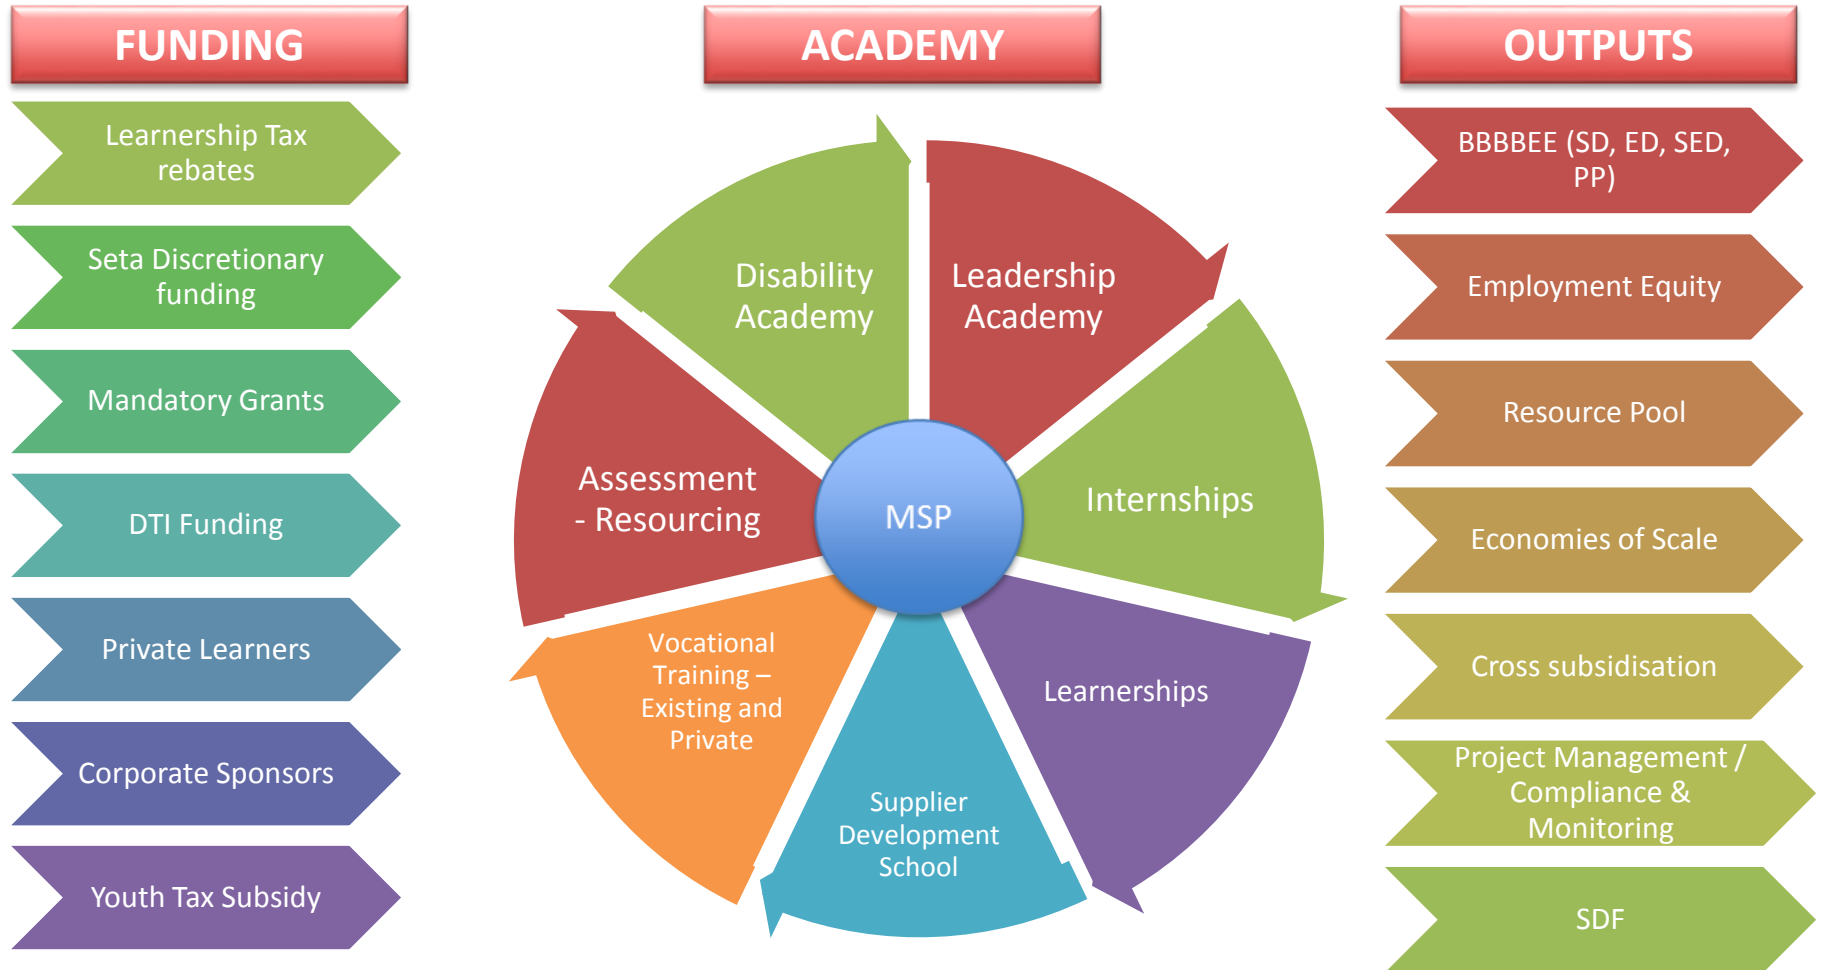 FUNDING
Learnership Tax
rebates
Seta Discretionary
funding
Mandatory Grants
DTI Funding
Private Learners
Corporate Sponsors
Youth Tax Subsidy
ACADEMY
Disability
Academy
Leadership
Academy
Internships
Learnerships
Supplier
Development
School
Vocational
Training –
Existing and
Private
Assessment
- Resourcing
MSP
OUTPUTS
BBBBEE (SD, ED, SED,
PP)
Employment Equity
Resource Pool
Economies of Scale
Cross subsidisation
Project Management /
Compliance &
Monitoring
SDF